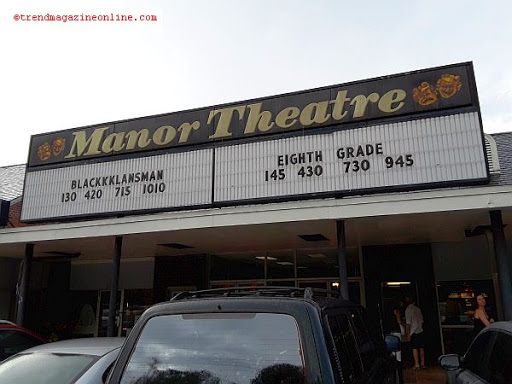 ©trendmagazineonline.com
Manor Theatre
BLACKKKLANSMAN
130 420 715 1010
EIGHTH GRADE
145 430 730 945